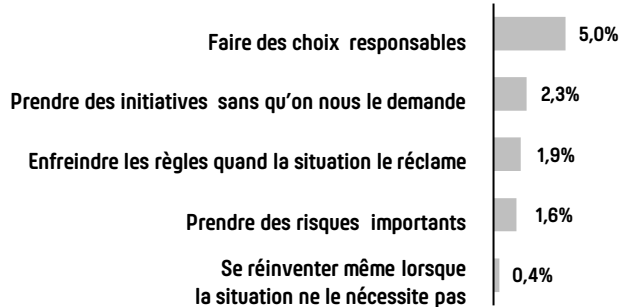 Faire des choix responsables
5,0%
Prendre des initiatives sans qu'on nous le demande
2,3%
Enfreindre les règles quand la situation le réclame
1,9%
Prendre des risques importants
1,6%
Se réinventer même lorsque
la situation ne le nécessite pas
0,4%